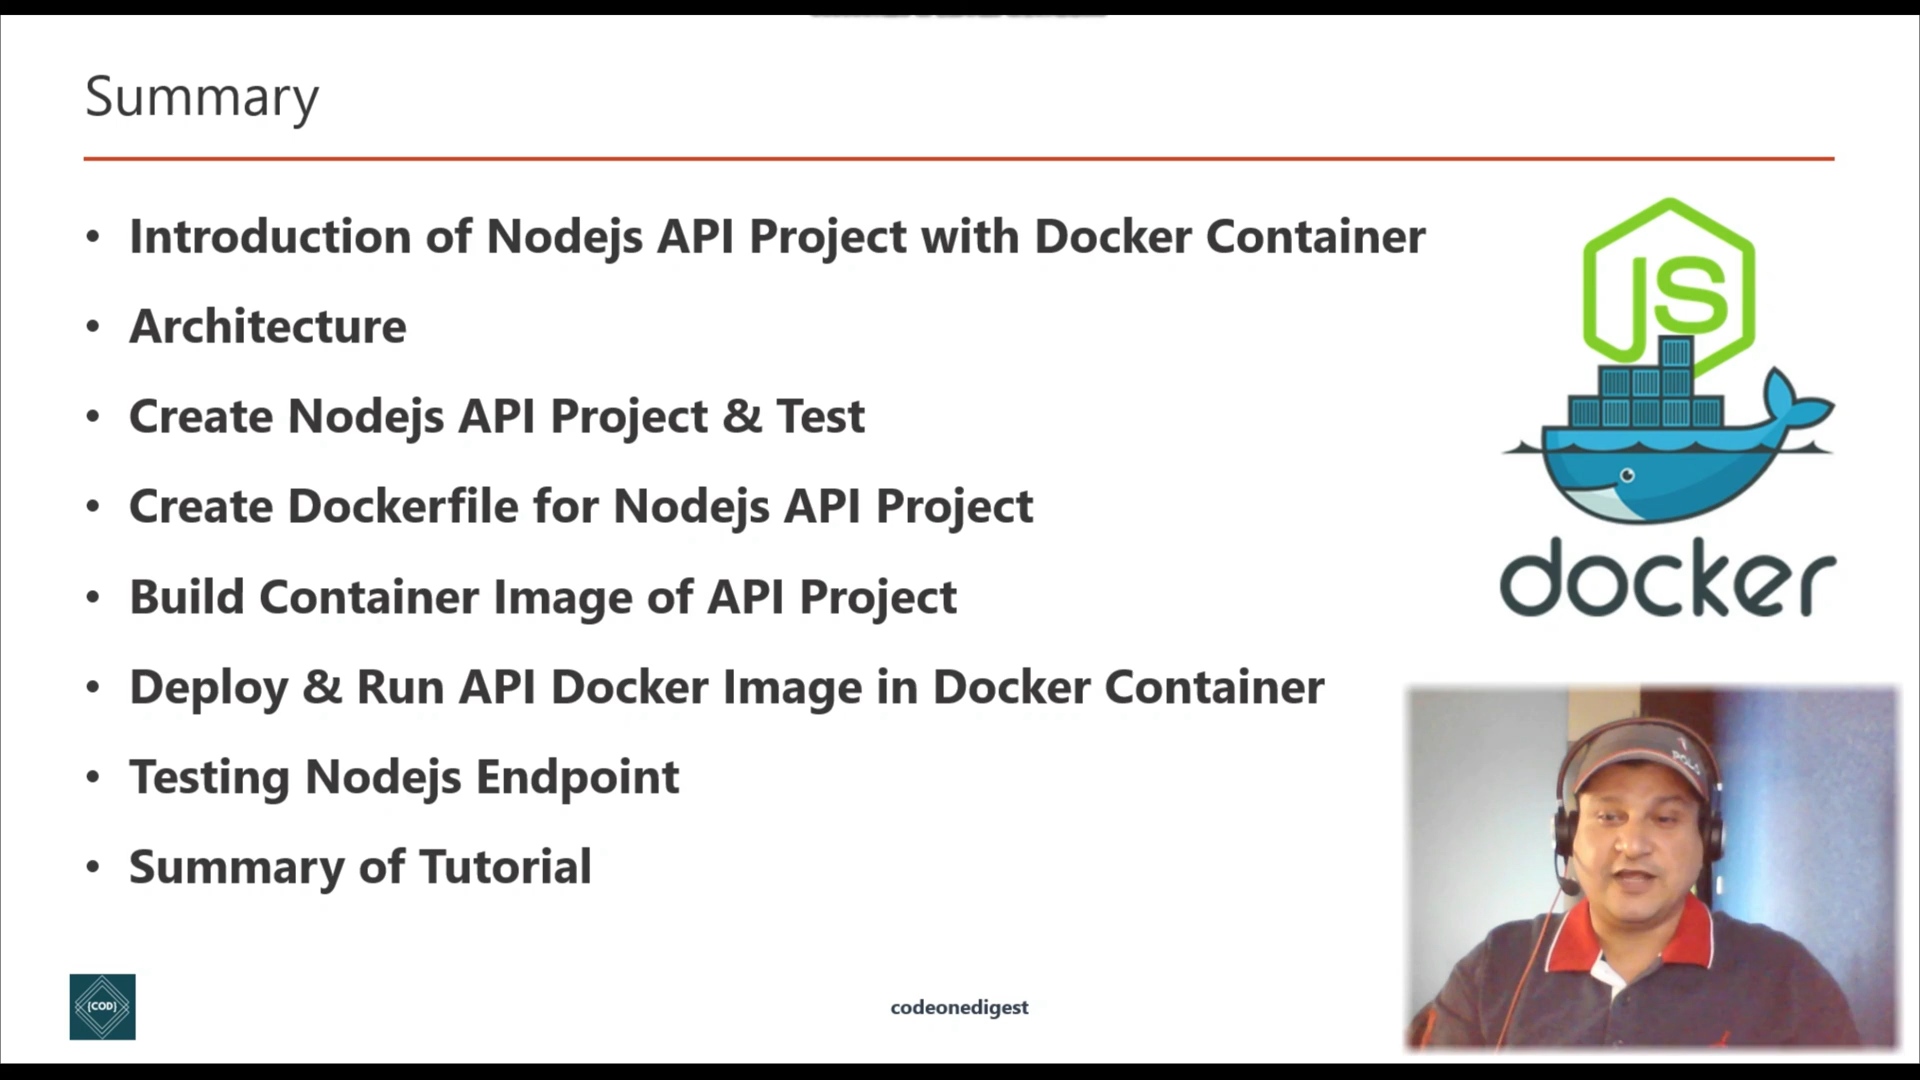 Summary
• Introduction of Nodejs API Project with Docker Container
• Architecture
• Create Nodejs API Project & Test
• Create Dockerfile for Nodejs API Project
• Build Container Image of API Project
• Deploy & Run API Docker Image in Docker Container
• Testing Nodejs Endpoint
• Summary of Tutorial
JS
docker
POLO
{COD}
codeonedigest